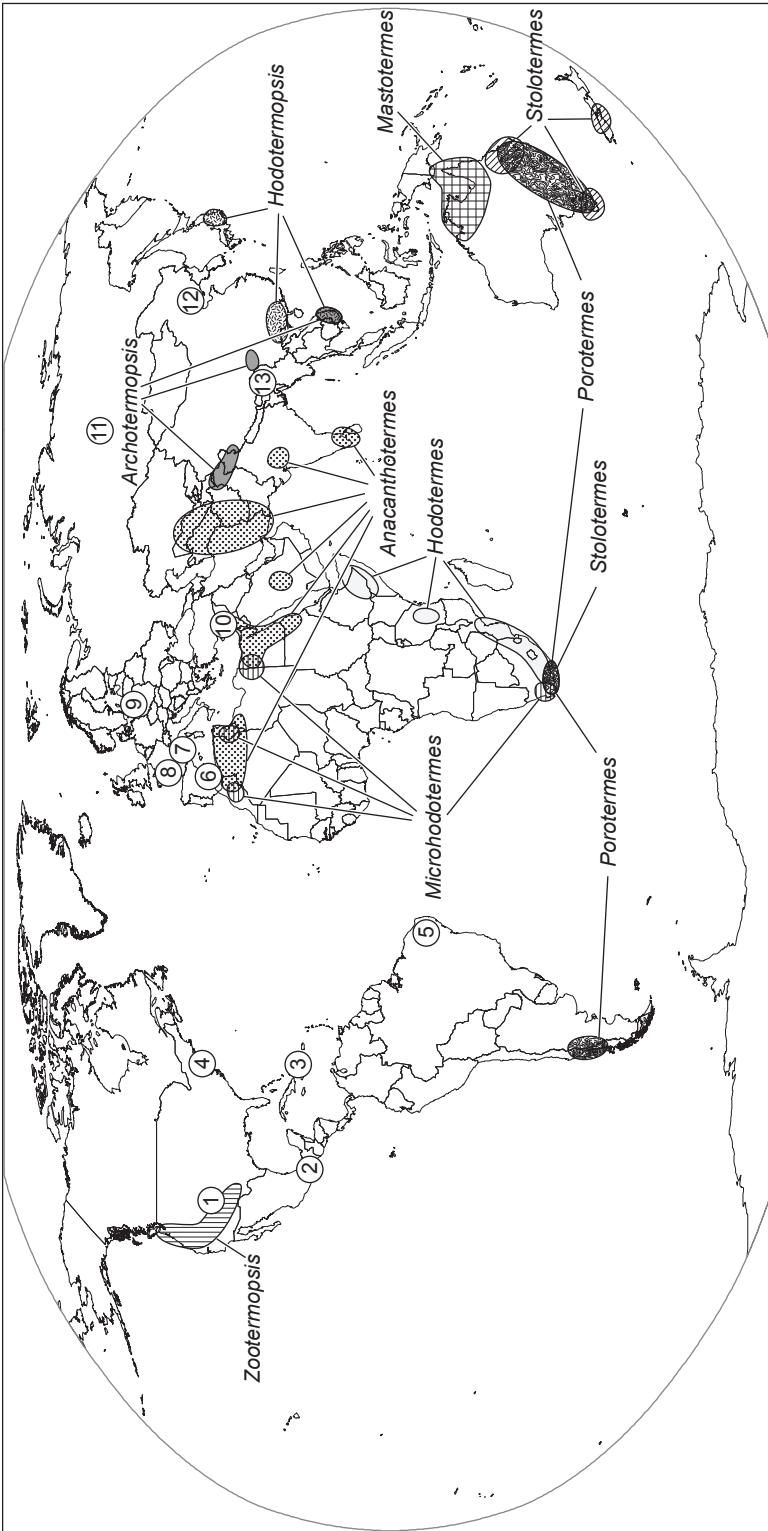 Zootermopsis
1
2
3
4
5
6
7
8
9
10
11
12
13
Archotermopsis
Hodotermopsis
Mastotermes
Stolotermes
Anacanthotermes
Hodotermes
Microhodotermes
Porotermes
Stolotermes
Porotermes